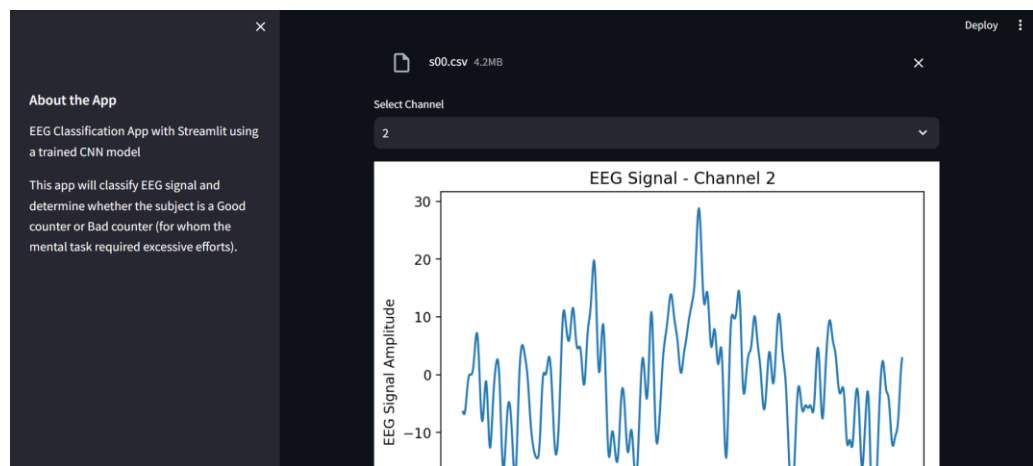 Deploy
s00.csv 4.2MB
About the App
EEG Classification App with Streamlit using
a trained CNN model
This app will classify EEG signal and
determine whether the subject is a Good
counter or Bad counter (for whom the
mental task required excessive efforts).
Select Channel
2
EEG Signal - Channel 2
EEG Signal Amplitude
30
20
10
0
−10